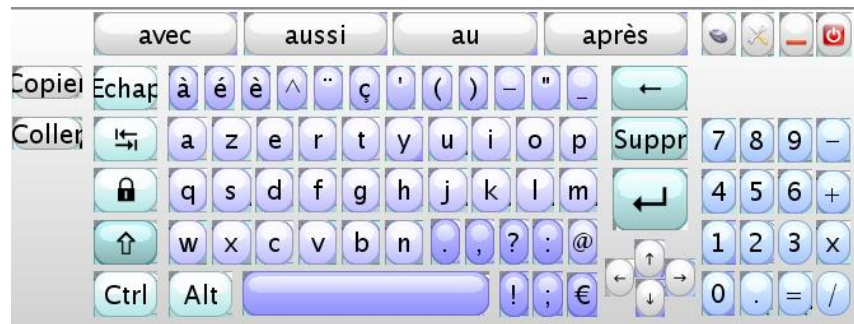 avec aussi au après
Copier Echap à é è ^ ¨ ç ' ( ) – " _ ←
Coller a z e r t y u i o p Suppr 7 8 9 –
q s d f g h j k l m 4 5 6 +
w x c v b n . , ? : @ ↑ 1 2 3 x
Ctrl Alt ! ; € ← ↓ → 0 . = /